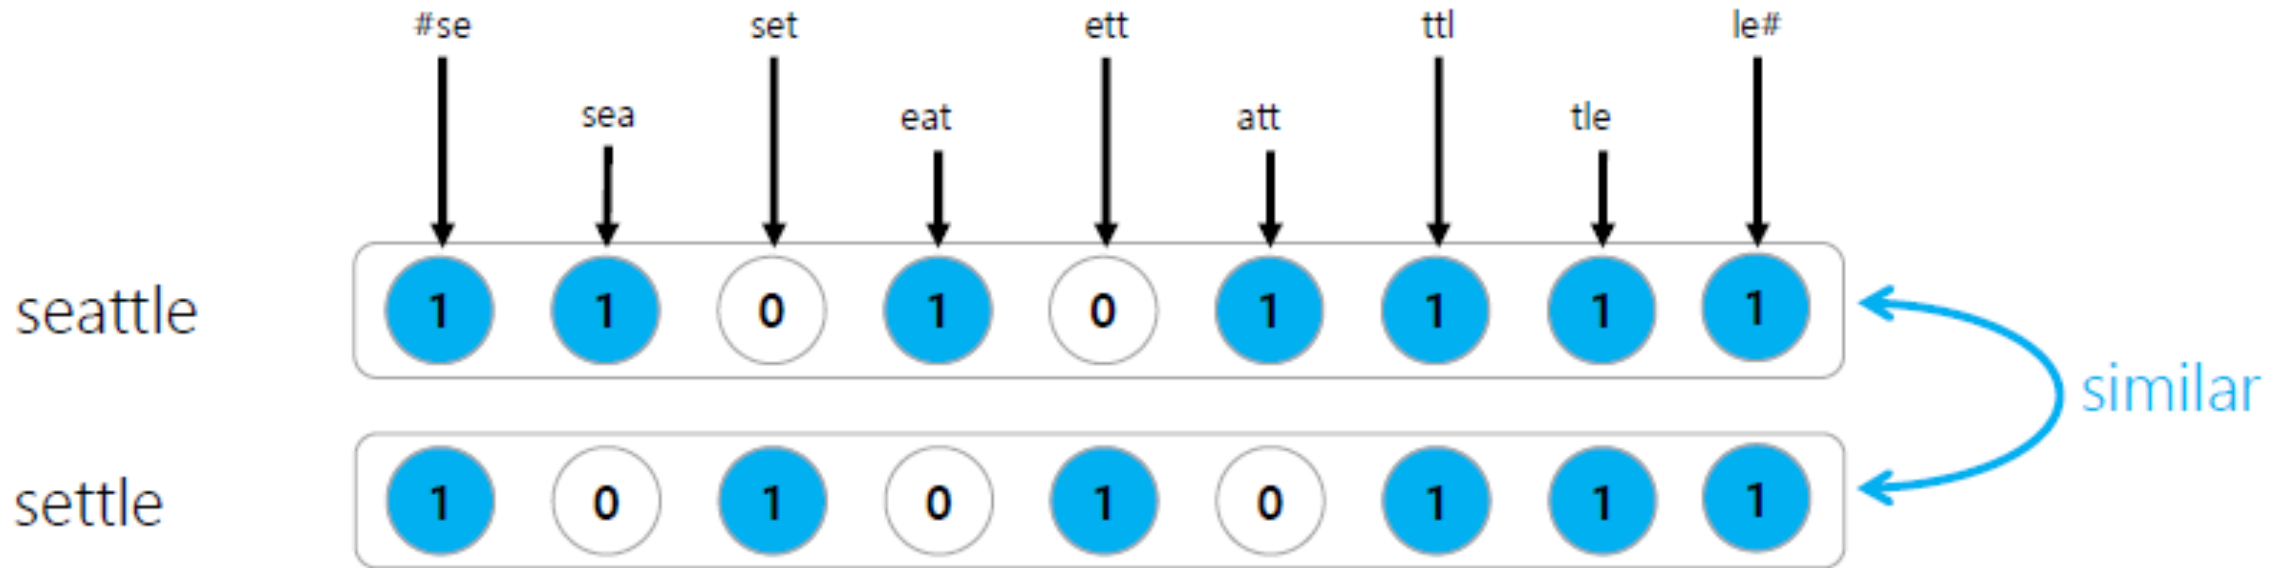 #se set ett ttl le#
sea eat att tle
seattle 1 1 0 1 0 1 1 1 1
similar
settle 1 0 1 0 1 0 1 1 1